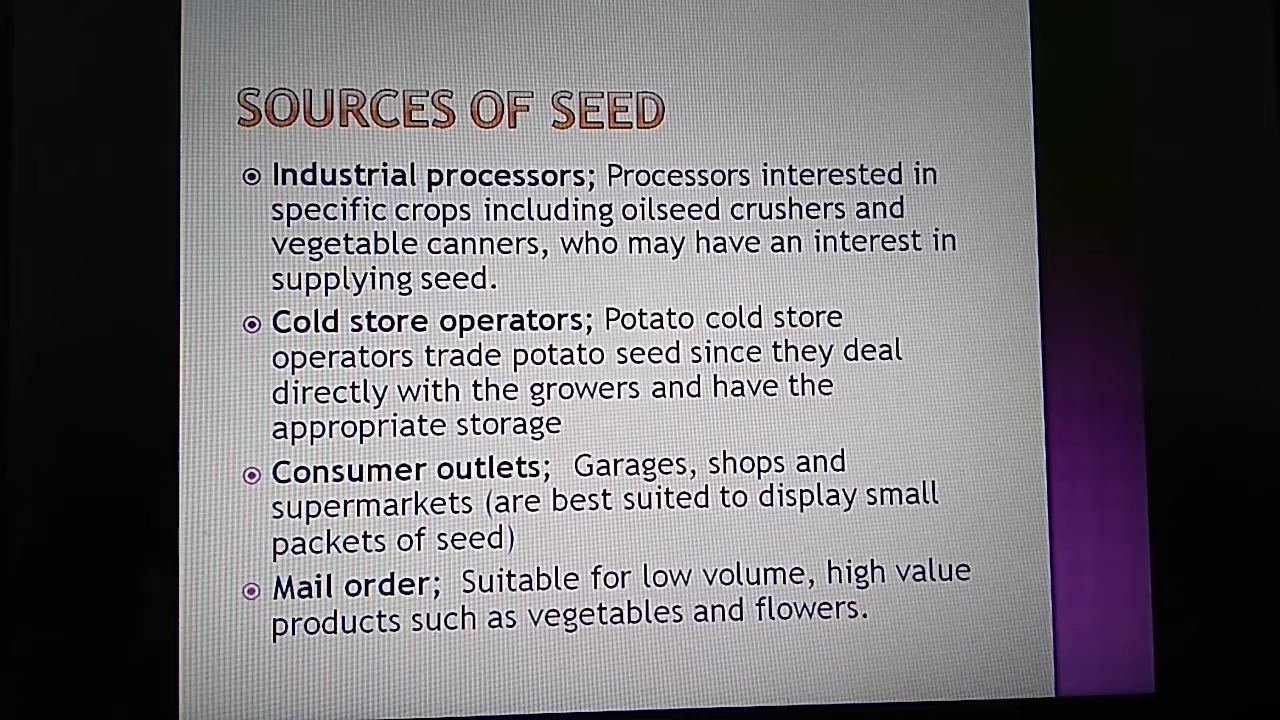 SOURCES OF SEED
Industrial processors; Processors interested in
specific crops including oilseed crushers and
vegetable canners, who may have an interest in
supplying seed.
Cold store operators; Potato cold store
operators trade potato seed since they deal
directly with the growers and have the
appropriate storage
Consumer outlets; Garages, shops and
supermarkets (are best suited to display small
packets of seed)
Mail order; Suitable for low volume, high value
products such as vegetables and flowers.